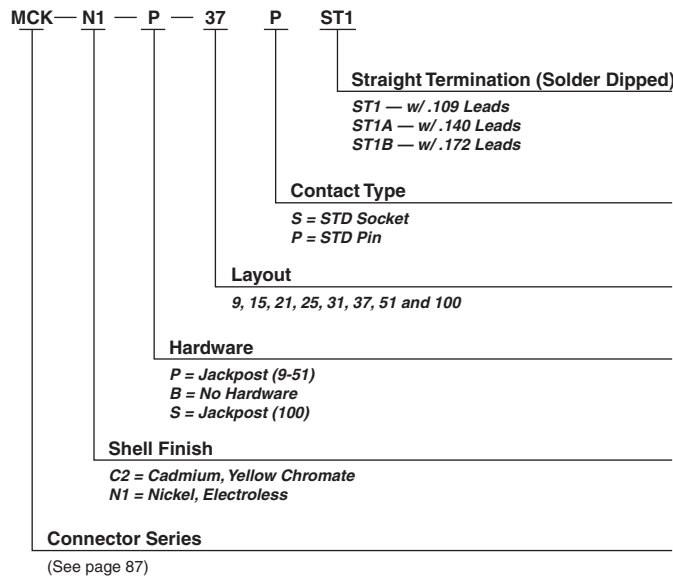 MCK — N1 — P — 37 P ST1
Straight Termination (Solder Dipped)
ST1 — w/ .109 Leads
ST1A — w/ .140 Leads
ST1B — w/ .172 Leads
Contact Type
S = STD Socket
P = STD Pin
Layout
9, 15, 21, 25, 31, 37, 51 and 100
Hardware
P = Jackpost (9-51)
B = No Hardware
S = Jackpost (100)
Shell Finish
C2 = Cadmium, Yellow Chromate
N1 = Nickel, Electroless
Connector Series
(See page 87)